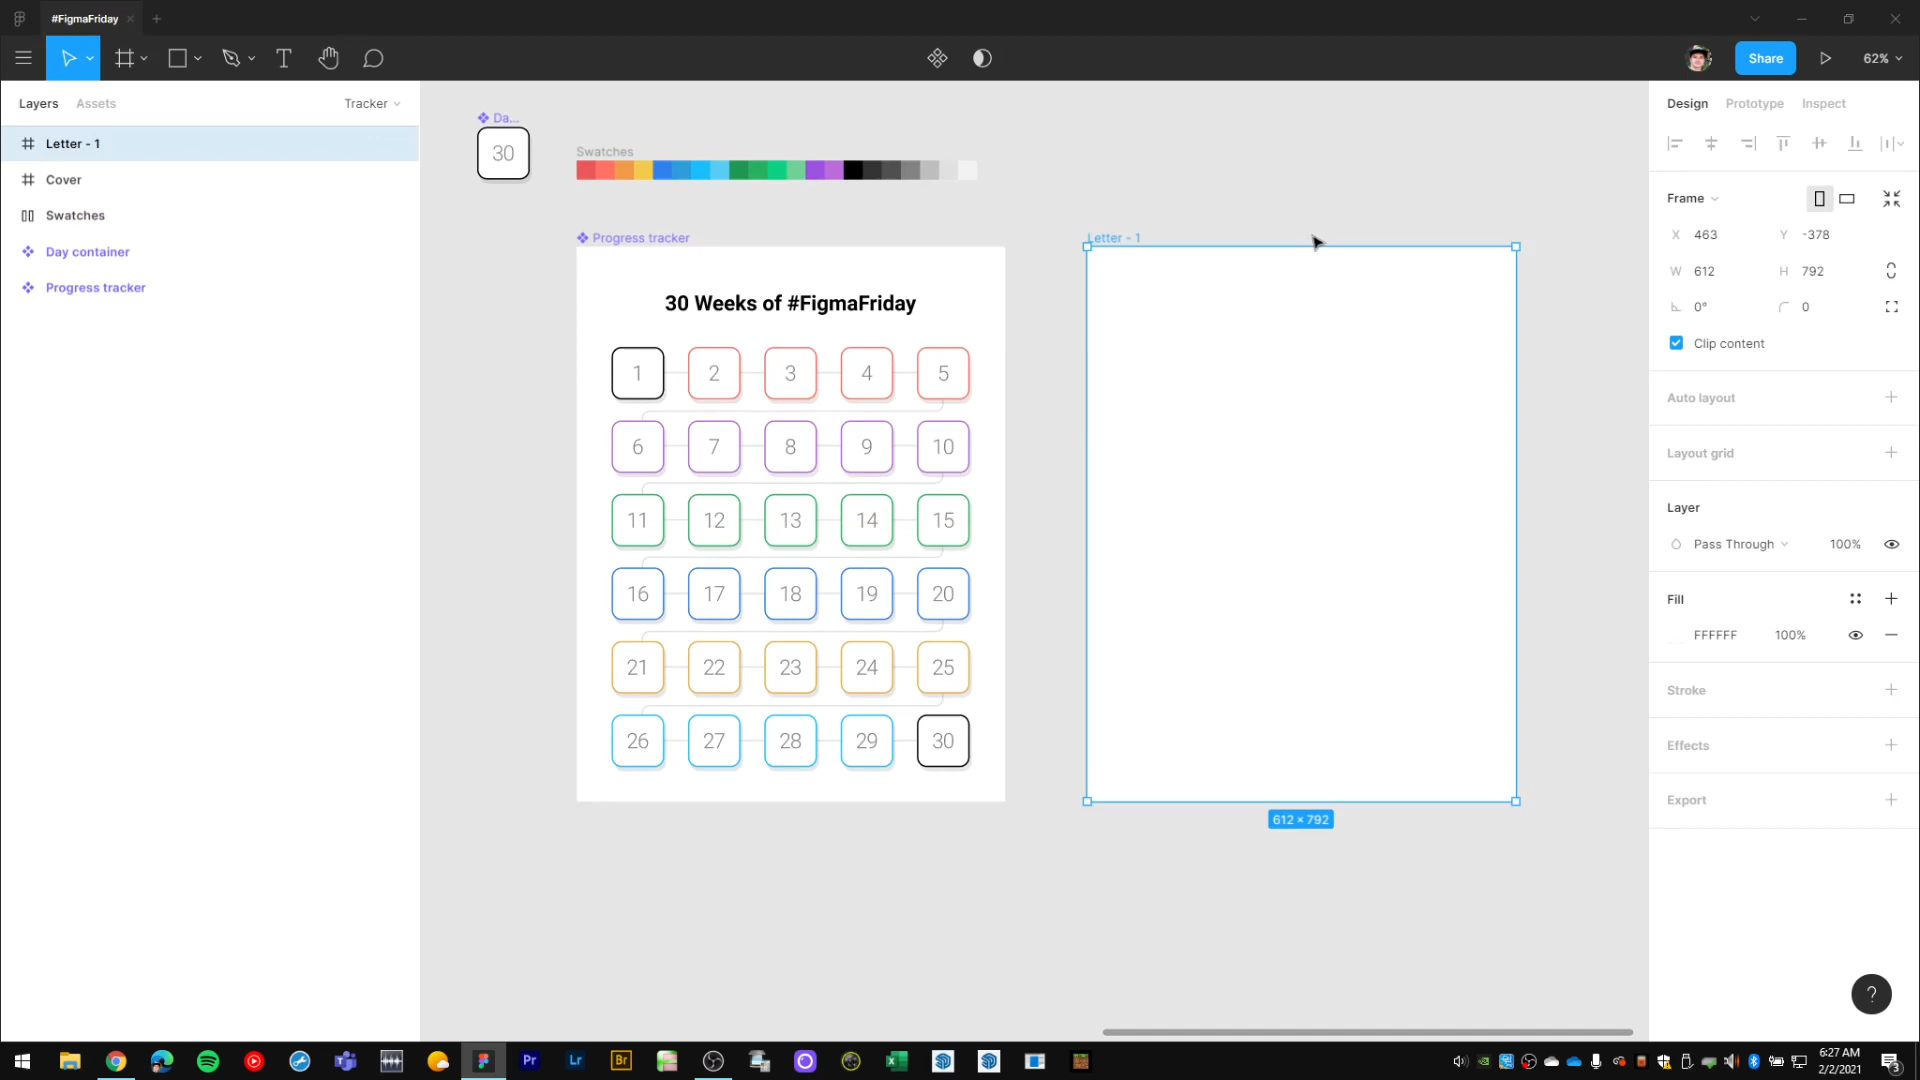 #FigmaFriday
Share
62%
Layers
Assets
Tracker
Letter - 1
Cover
Swatches
Day container
Progress tracker
Da...
30
Swatches
Progress tracker
30 Weeks of #FigmaFriday
1 2 3 4 5
6 7 8 9 10
11 12 13 14 15
16 17 18 19 20
21 22 23 24 25
26 27 28 29 30
Letter - 1
612 × 792
Design
Prototype
Inspect
Frame
X 463 Y -378
W 612 H 792
0° 0
Clip content
Auto layout
Layout grid
Layer
Pass Through 100%
Fill
FFFFFF 100%
Stroke
Effects
Export
?
Pr
Lr
Br
6:27 AM
2/2/2021
3